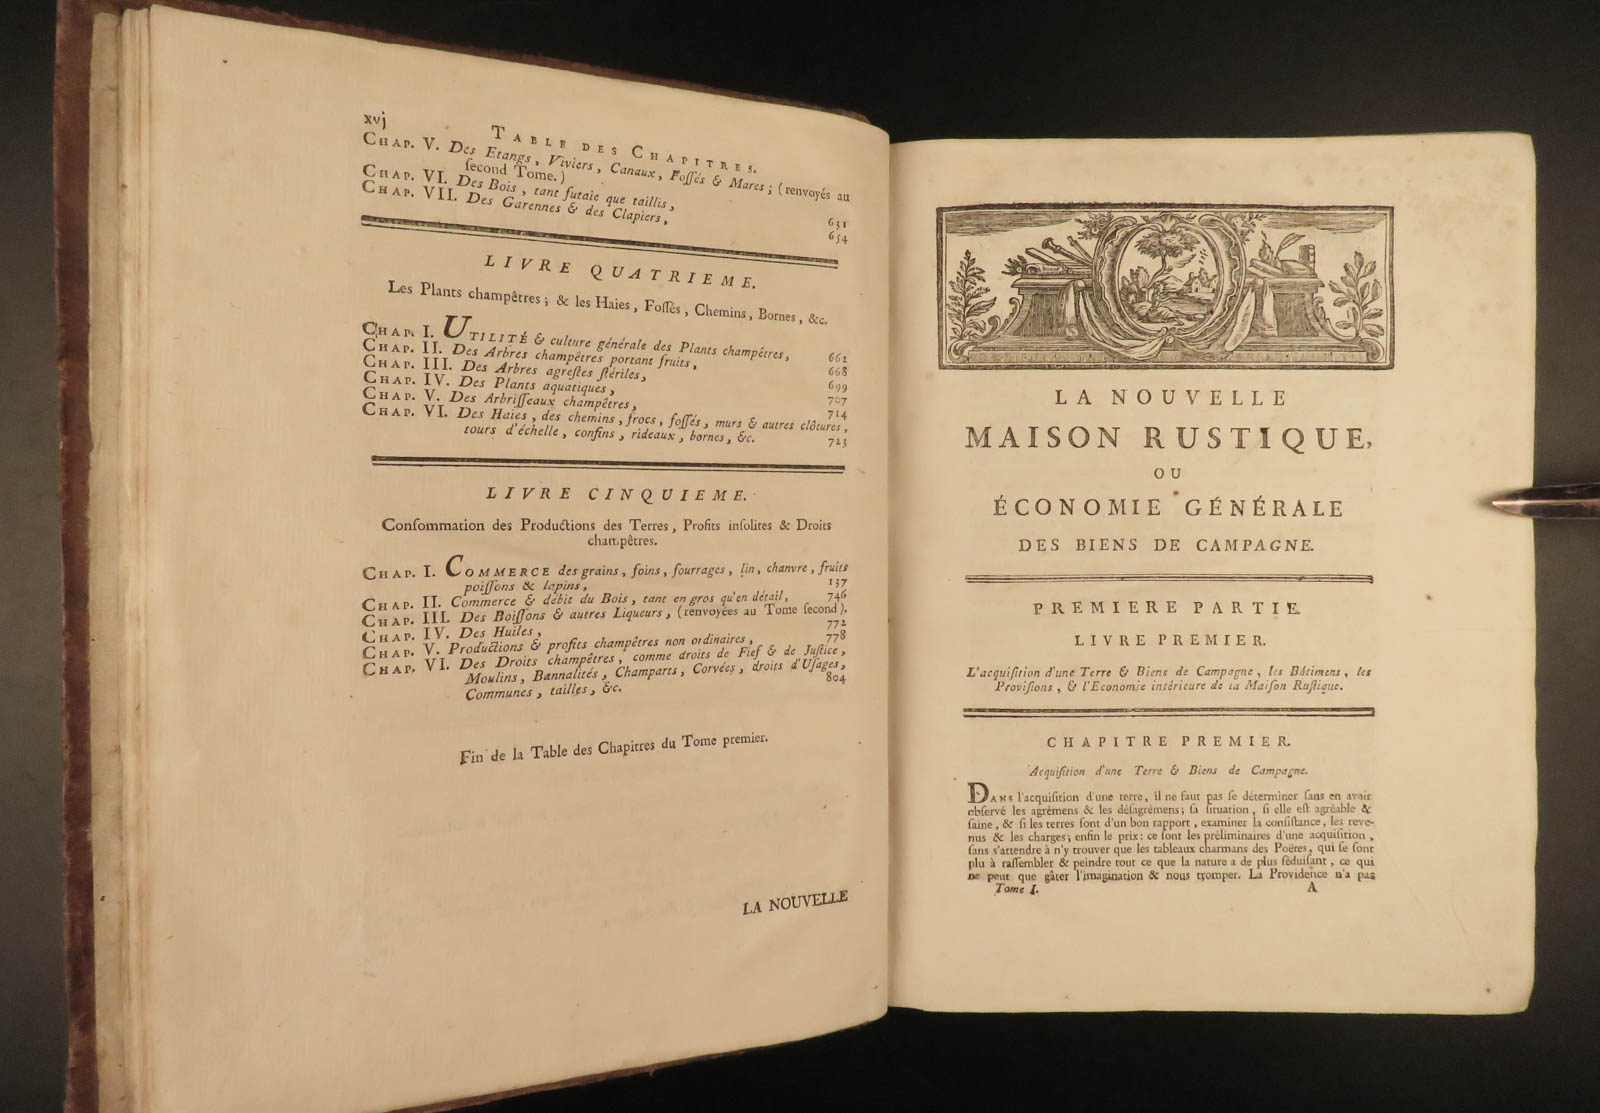 xvj
TABLE DES CHAPITRES.
CHAP. V. Des Etangs, Viviers, Canaux, Foſſés & Mares; (renvoyés au
ſecond Tome.)
CHAP. VI. Des Bois, tant futaie que taillis, 631
CHAP. VII. Des Garennes & des Clapiers, 654
LIVRE QUATRIEME.
Les Plants champêtres; & les Haies, Foſſés, Chemins, Bornes, &c.
CHAP. I. UTILITÉ & culture générale des Plants champêtres, 662
CHAP. II. Des Arbres champêtres portant fruits, 668
CHAP. III. Des Arbres agreſtes ſtériles, 699
CHAP. IV. Des Plants aquatiques, 707
CHAP. V. Des Arbriſſeaux champêtres, 714
CHAP. VI. Des Haies, des chemins, frocs, foſſés, murs & autres clôtures,
tours d'échelle, confins, rideaux, bornes, &c. 723
LIVRE CINQUIEME.
Conſommation des Productions des Terres, Profits inſolites & Droits
champêtres.
CHAP. I. COMMERCE des grains, foins, fourrages, lin, chanvre, fruits
poiſſons & lapins, 137
CHAP. II. Commerce & débit du Bois, tant en gros qu'en détail, 746
CHAP. III. Des Boiſſons & autres Liqueurs, (renvoyées au Tome ſecond).
CHAP. IV. Des Huiles, 772
CHAP. V. Productions & profits champêtres non ordinaires, 778
CHAP. VI. Des Droits champêtres, comme droits de Fief & de Juſtice,
Moulins, Bannalités, Champarts, Corvées, droits d'Uſages,
Communes, tailles, &c. 804
Fin de la Table des Chapitres du Tome premier.
LA NOUVELLE
LA NOUVELLE
MAISON RUSTIQUE,
OU
ÉCONOMIE GÉNÉRALE
DES BIENS DE CAMPAGNE.
PREMIERE PARTIE.
LIVRE PREMIER.
L'acquiſition d'une Terre & Biens de Campagne, les Bâtimens, les
Proviſions, & l'Economie intérieure de la Maiſon Ruſtique.
CHAPITRE PREMIER.
Acquiſition d'une Terre & Biens de Campagne.
DANS l'acquiſition d'une terre, il ne faut pas ſe déterminer ſans en avoir
obſervé les agrémens & les déſagrémens; ſa ſituation, ſi elle eſt agréable &
ſaine, & ſi les terres ſont d'un bon rapport, examiner la conſiſtance, les reve-
nus & les charges; enfin le prix: ce ſont les préliminaires d'une acquiſition,
ſans s'attendre à n'y trouver que les tableaux charmans des Poëtes, qui ſe ſont
plu à raſſembler & peindre tout ce que la nature a de plus ſéduiſant, ce qui
ne peut que gâter l'imagination & nous tromper. La Providence n'a pas
Tome I. A